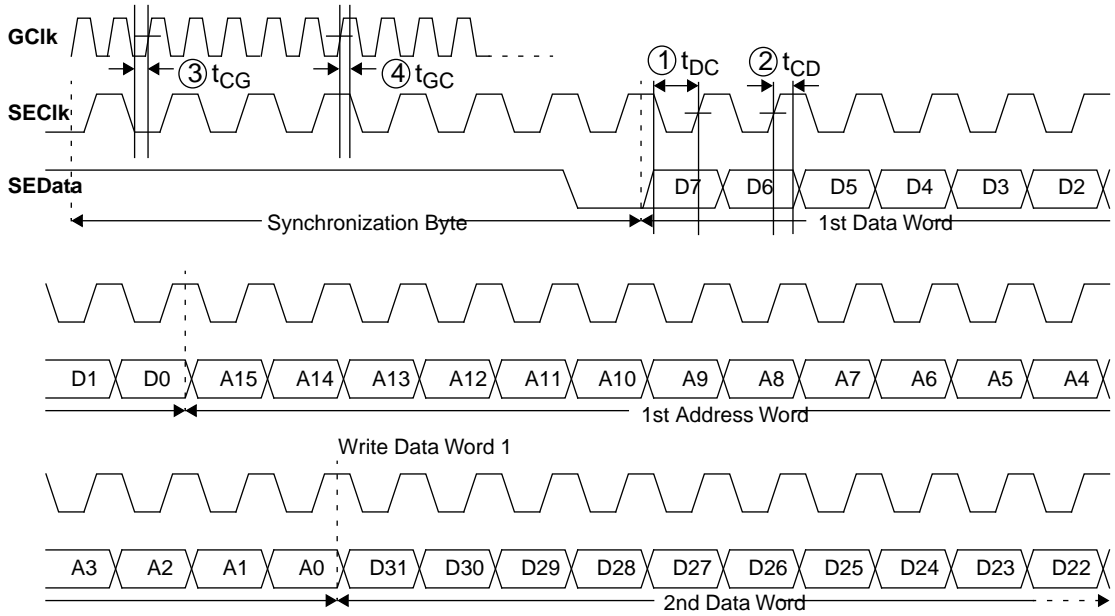 GClk
③ tCG ④ tGC ① tDC ② tCD
SEClk
SEData D7 D6 D5 D4 D3 D2
Synchronization Byte 1st Data Word
D1 D0 A15 A14 A13 A12 A11 A10 A9 A8 A7 A6 A5 A4
1st Address Word
Write Data Word 1
A3 A2 A1 A0 D31 D30 D29 D28 D27 D26 D25 D24 D23 D22
2nd Data Word